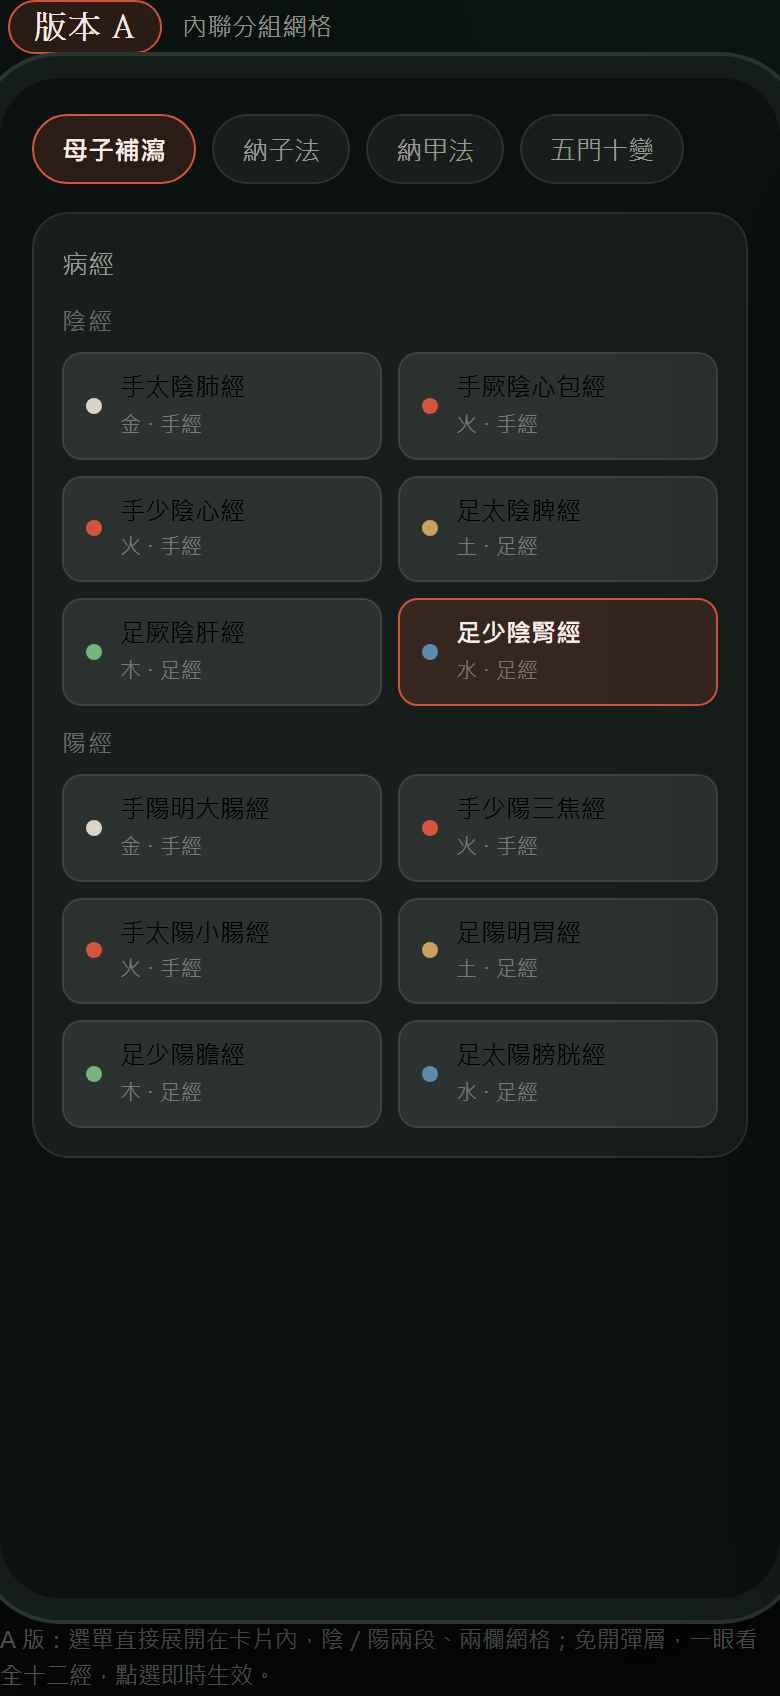 版本 A 內聯分組網格
母子補瀉 納子法 納甲法 五門十變
病經
陰經
手太陰肺經
金 · 手經
手厥陰心包經
火 · 手經
手少陰心經
火 · 手經
足太陰脾經
土 · 足經
足厥陰肝經
木 · 足經
足少陰腎經
水 · 足經
陽經
手陽明大腸經
金 · 手經
手少陽三焦經
火 · 手經
手太陽小腸經
火 · 手經
足陽明胃經
土 · 足經
足少陽膽經
木 · 足經
足太陽膀胱經
水 · 足經
A 版：選單直接展開在卡片內，陰 / 陽兩段、兩欄網格；免開彈層，一眼看
全十二經，點選即時生效。